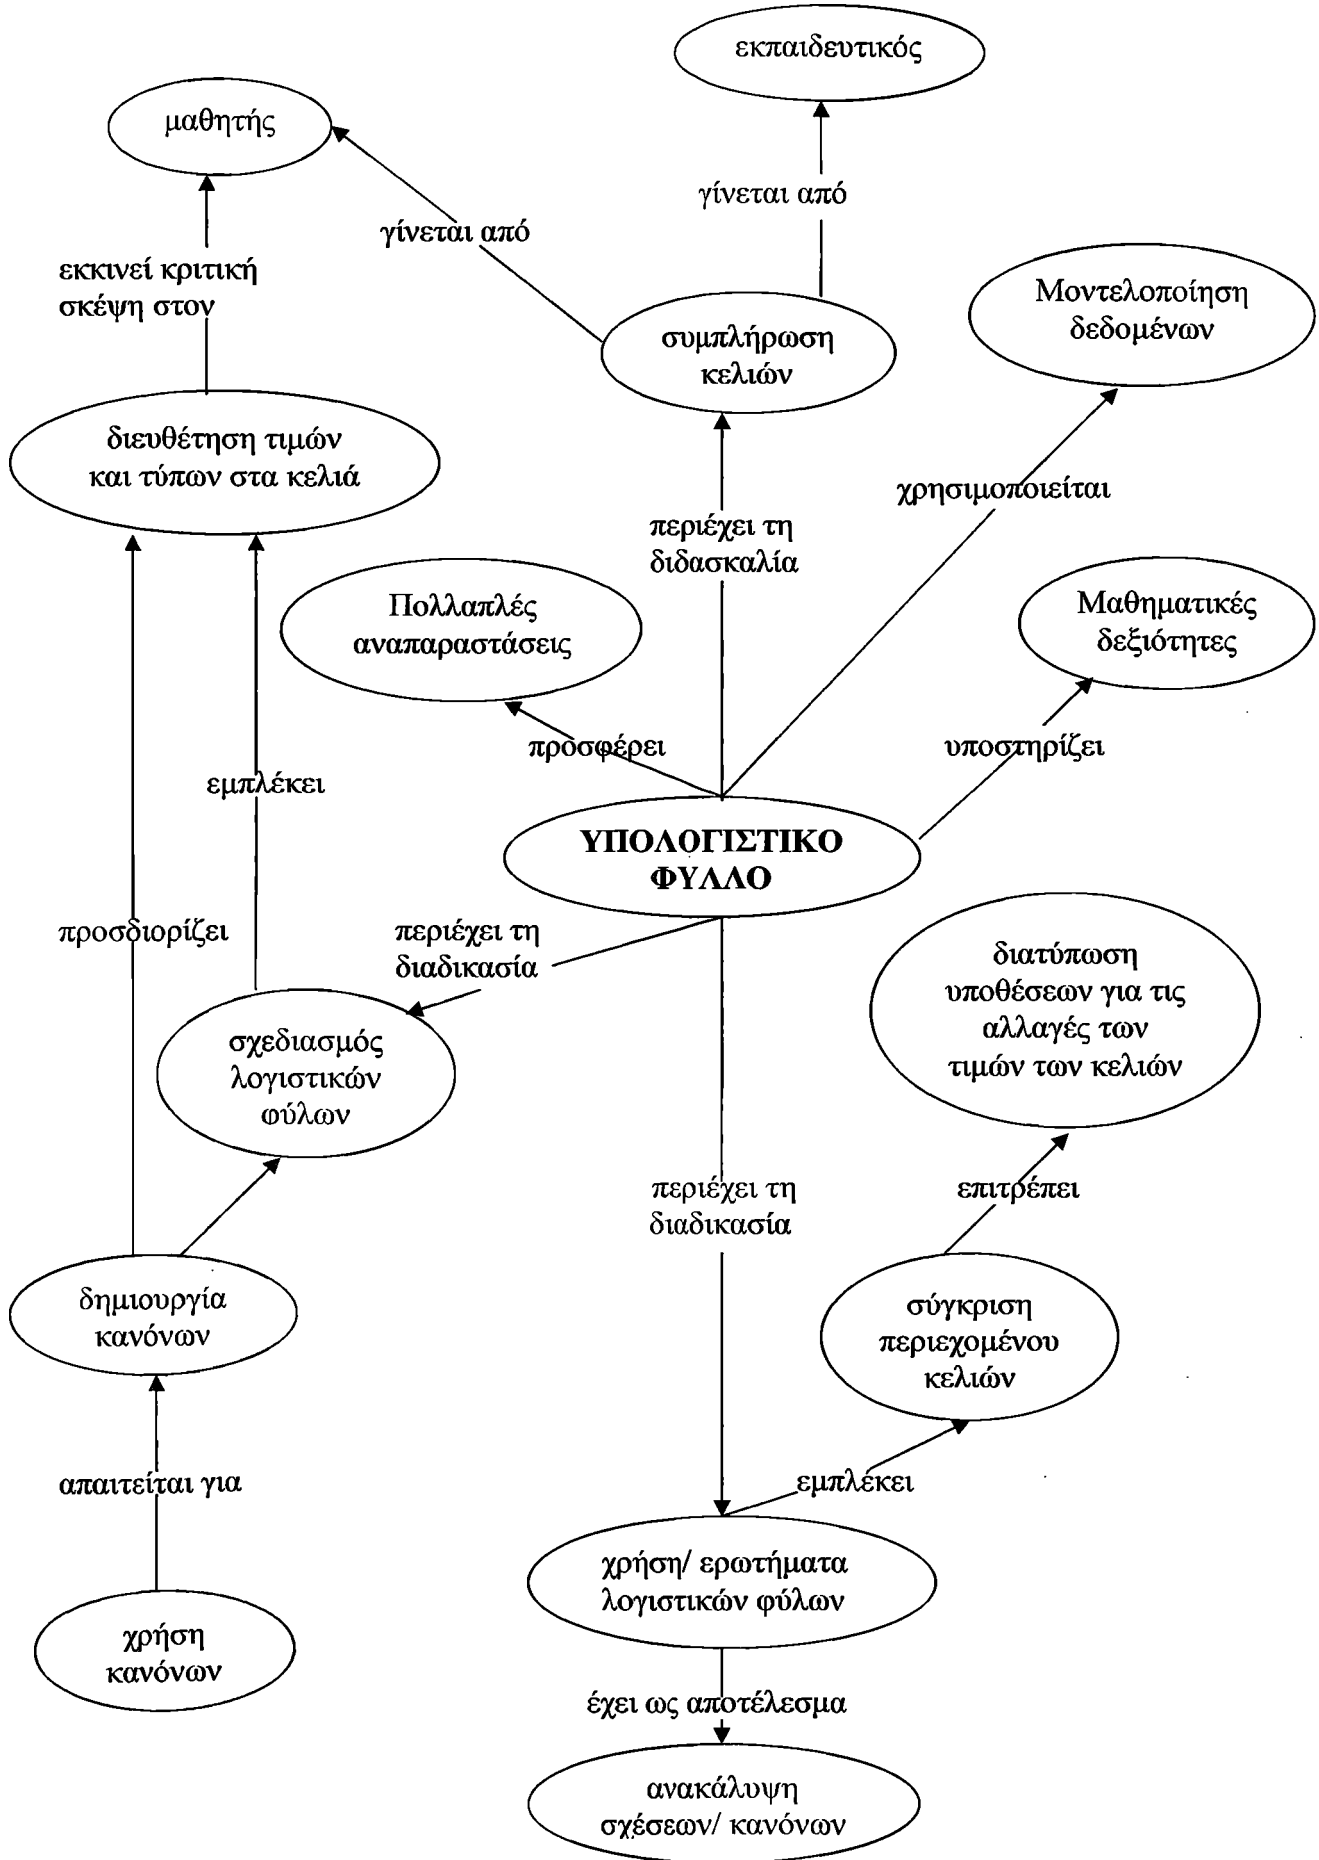 εκπαιδευτικός
μαθητής
γίνεται από
γίνεται από
εκκινεί κριτική
σκέψη στον
Μοντελοποίηση
δεδομένων
συμπλήρωση
κελιών
διευθέτηση τιμών
και τύπων στα κελιά
χρησιμοποιείται
περιέχει τη
διδασκαλία
Πολλαπλές
αναπαραστάσεις
Μαθηματικές
δεξιότητες
προσφέρει
υποστηρίζει
εμπλέκει
ΥΠΟΛΟΓΙΣΤΙΚΟ
ΦΥΛΛΟ
προσδιορίζει
περιέχει τη
διαδικασία
διατύπωση
υποθέσεων για τις
αλλαγές των
τιμών των κελιών
σχεδιασμός
λογιστικών
φύλων
περιέχει τη
διαδικασία
επιτρέπει
δημιουργία
κανόνων
σύγκριση
περιεχομένου
κελιών
απαιτείται για
εμπλέκει
χρήση/ ερωτήματα
λογιστικών φύλων
χρήση
κανόνων
έχει ως αποτέλεσμα
ανακάλυψη
σχέσεων/ κανόνων